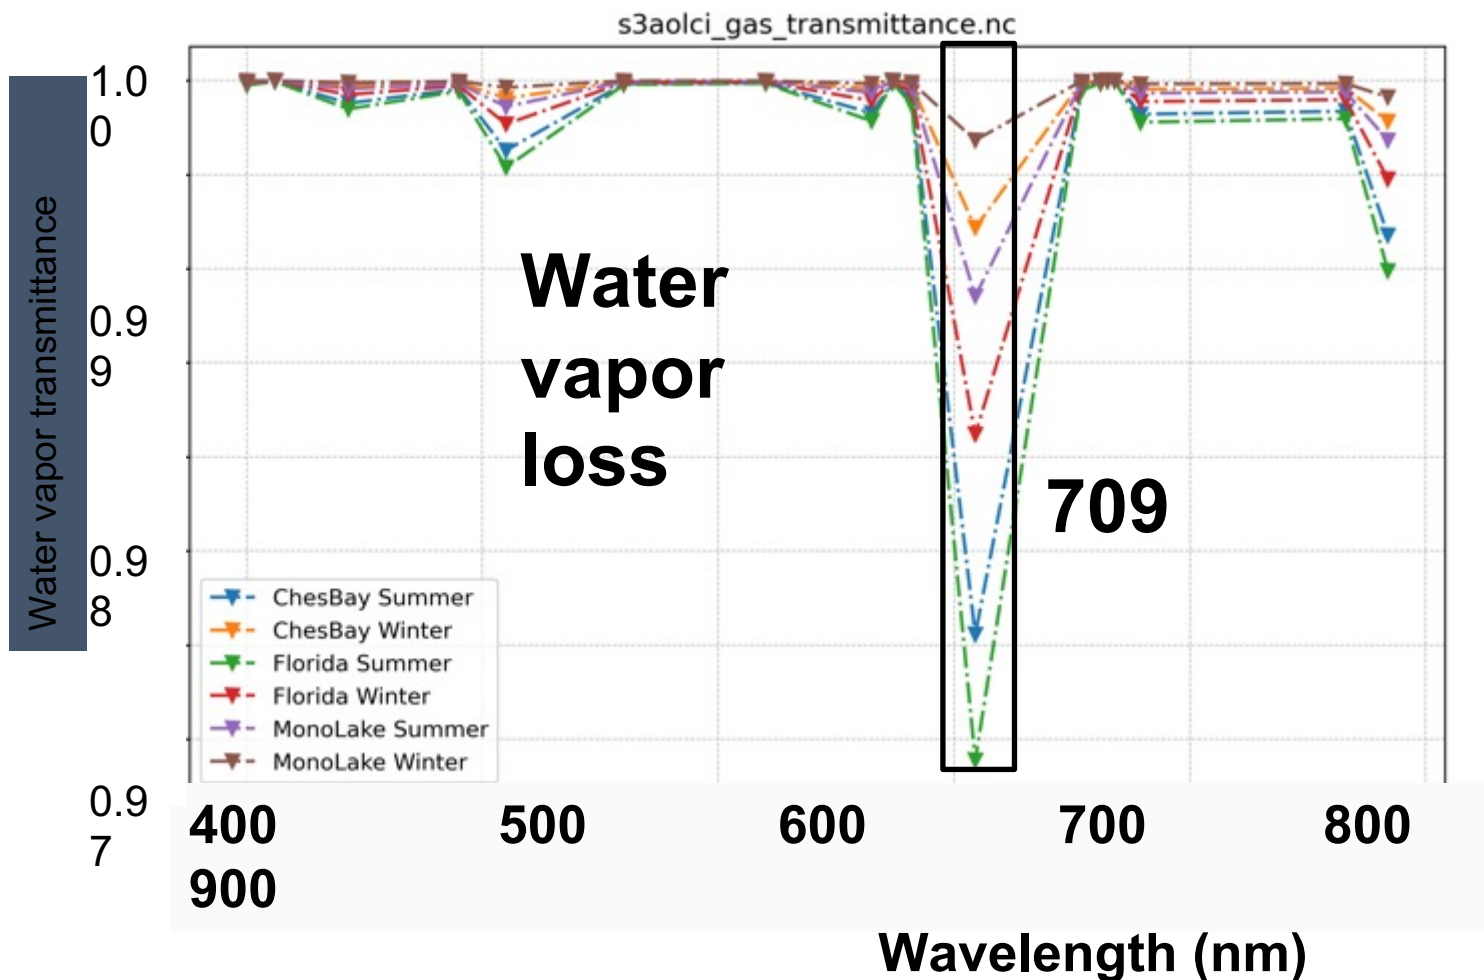 s3aolci_gas_transmittance.nc
Water vapor transmittance
1.0
0
0.9
9
0.9
8
0.9
7
Water
vapor
loss
709
ChesBay Summer
ChesBay Winter
Florida Summer
Florida Winter
MonoLake Summer
MonoLake Winter
400 500 600 700 800
900
Wavelength (nm)